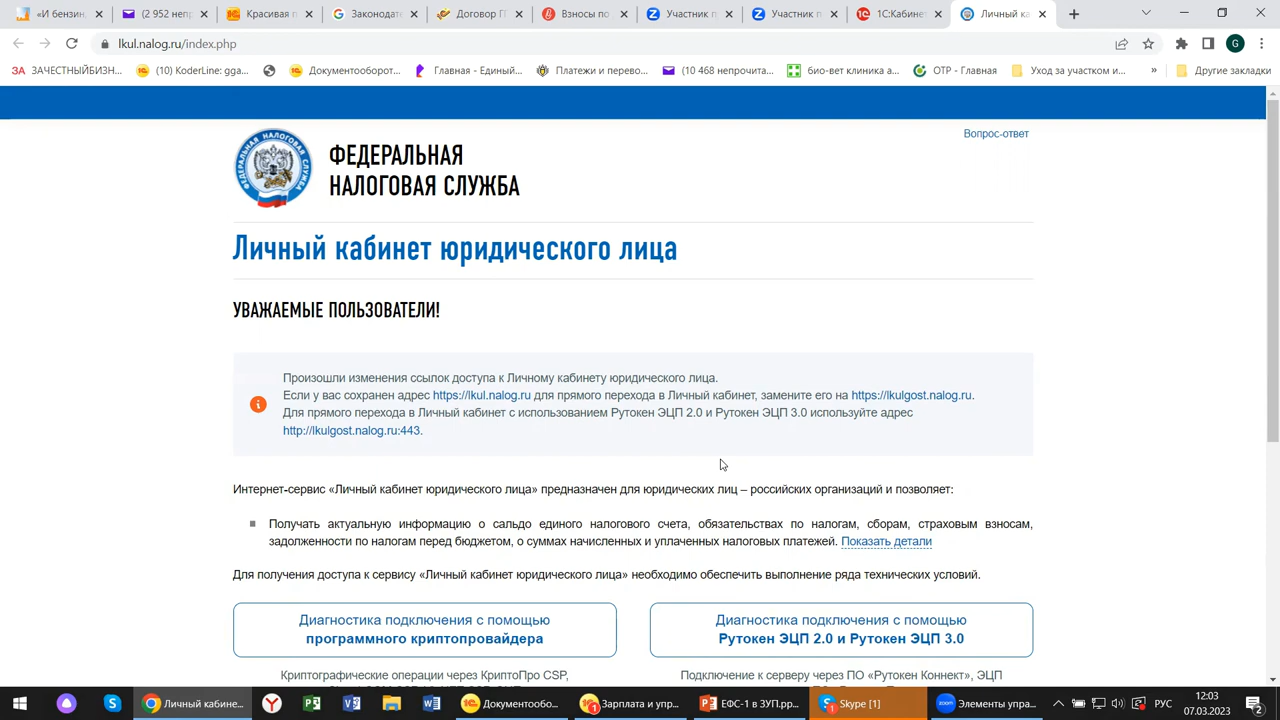 «И бензин,
(2 952 непр
Красивая п
Законодате
Договор ГП
Взносы по
Участник п
Участник п
1С:Кабине
Личный ка
lkul.nalog.ru/index.php
G
ЗА ЗАЧЕСТНЫЙБИЗН...
(10) KoderLine: gga...
Документооборот...
Главная - Единый...
Платежи и перево...
(10 468 непрочита...
био-вет клиника а...
ОТР - Главная
Уход за участком и...
»
Другие закладки
Вопрос-ответ
ФЕДЕРАЛЬНАЯ
НАЛОГОВАЯ СЛУЖБА
Личный кабинет юридического лица
УВАЖАЕМЫЕ ПОЛЬЗОВАТЕЛИ!
Произошли изменения ссылок доступа к Личному кабинету юридического лица.
Если у вас сохранен адрес https://lkul.nalog.ru для прямого перехода в Личный кабинет, замените его на https://lkulgost.nalog.ru.
Для прямого перехода в Личный кабинет с использованием Рутокен ЭЦП 2.0 и Рутокен ЭЦП 3.0 используйте адрес
http://lkulgost.nalog.ru:443.
Интернет-сервис «Личный кабинет юридического лица» предназначен для юридических лиц – российских организаций и позволяет:
Получать актуальную информацию о сальдо единого налогового счета, обязательствах по налогам, сборам, страховым взносам,
задолженности по налогам перед бюджетом, о суммах начисленных и уплаченных налоговых платежей. Показать детали
Для получения доступа к сервису «Личный кабинет юридического лица» необходимо обеспечить выполнение ряда технических условий.
Диагностика подключения с помощью
программного криптопровайдера
Диагностика подключения с помощью
Рутокен ЭЦП 2.0 и Рутокен ЭЦП 3.0
Криптографические операции через КриптоПро CSP,
Подключение к серверу через ПО «Рутокен Коннект», ЭЦП
Личный кабине...
Документообо...
Зарплата и упр...
ЕФС-1 в ЗУП.pp...
Skype [1]
Элементы упра...
РУС
12:03
07.03.2023
2